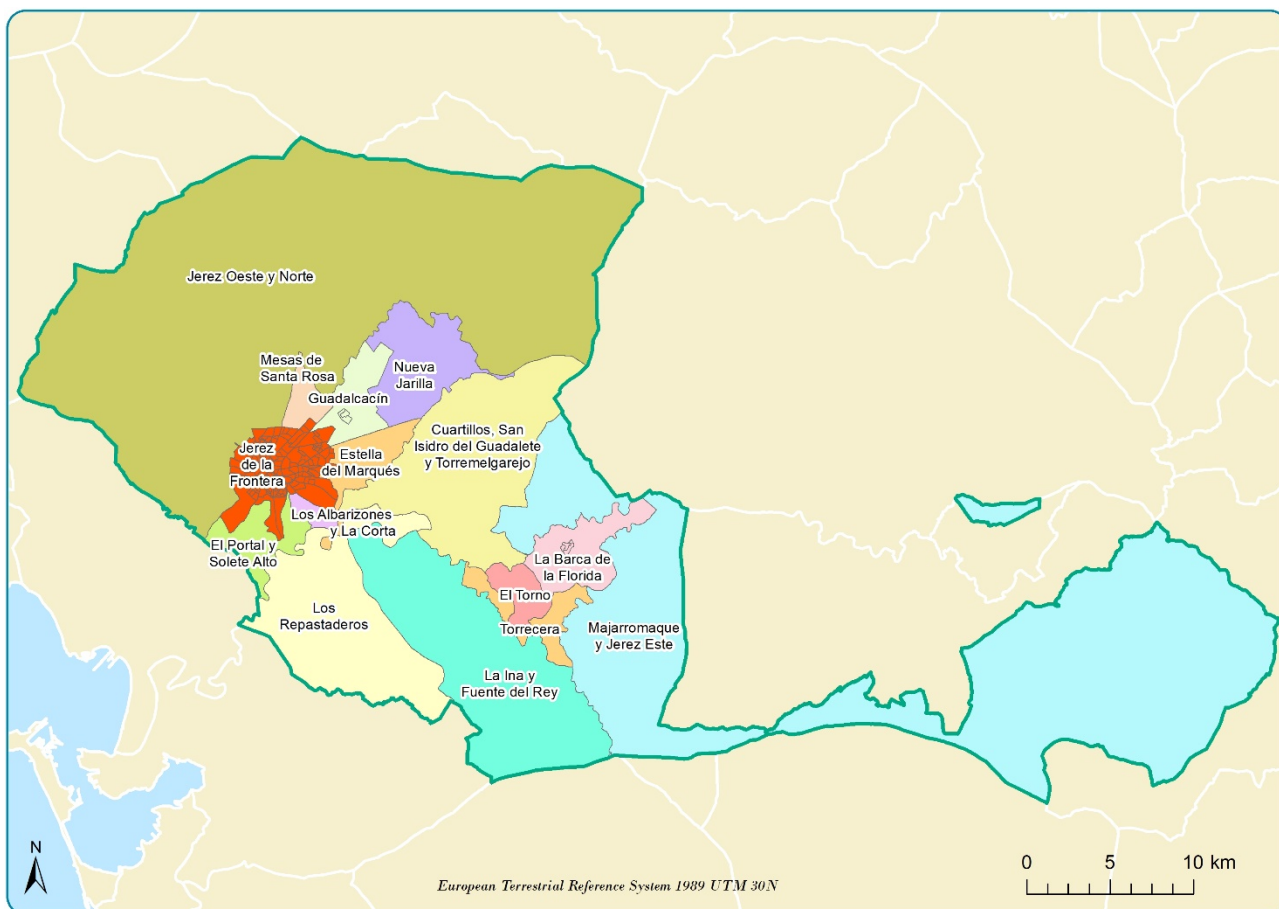 Jerez Oeste y Norte
Mesas de
Santa Rosa
Nueva
Jarilla
Guadalcacín
Cuartillos, San
Isidro del Guadalete
y Torremelgarejo
Jerez
de la
Frontera
Estella
del Marqués
Los Albarizones
y La Corta
El Portal y
Solete Alto
La Barca de
la Florida
El Torno
Los
Repastaderos
Torrecera
Majarromaque
y Jerez Este
La Ina y
Fuente del Rey
N
0 5 10 km
European Terrestrial Reference System 1989 UTM 30N